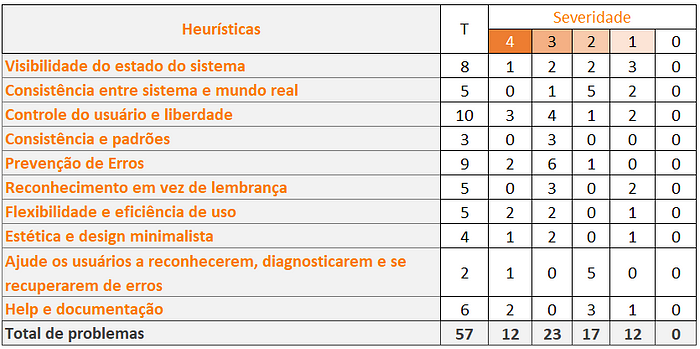 Heurísticas T Severidade
4 3 2 1 0
Visibilidade do estado do sistema 8 1 2 2 3 0
Consistência entre sistema e mundo real 5 0 1 5 2 0
Controle do usuário e liberdade 10 3 4 1 2 0
Consistência e padrões 3 0 3 0 0 0
Prevenção de Erros 9 2 6 1 0 0
Reconhecimento em vez de lembrança 5 0 3 0 2 0
Flexibilidade e eficiência de uso 5 2 2 0 1 0
Estética e design minimalista 4 1 2 0 1 0
Ajude os usuários a reconhecerem, diagnosticarem e se
recuperarem de erros 2 1 0 5 0 0
Help e documentação 6 2 0 3 1 0
Total de problemas 57 12 23 17 12 0